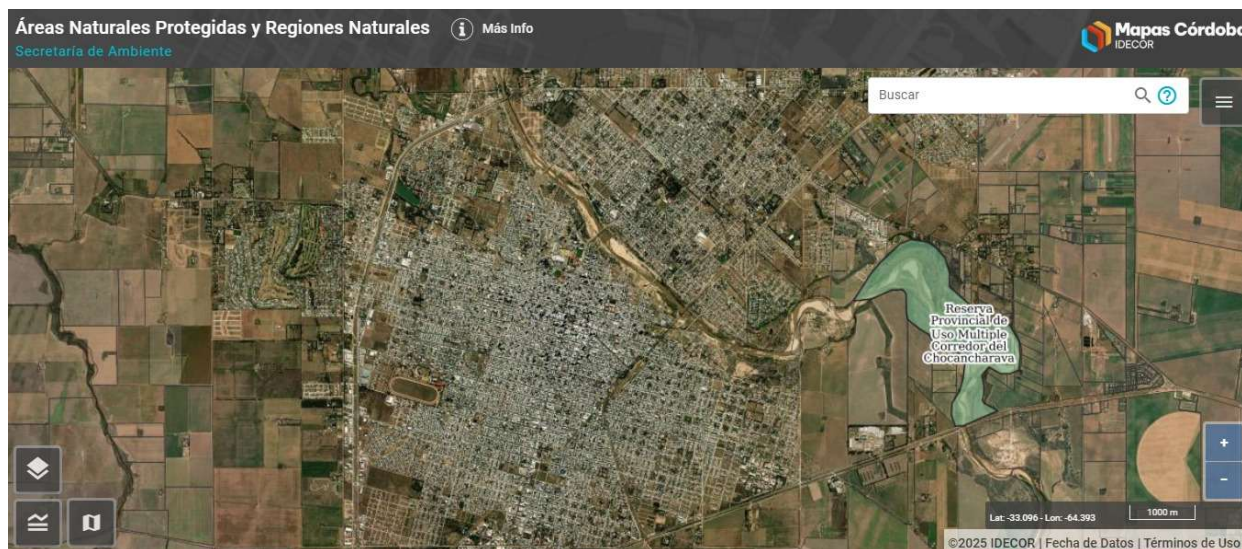 Áreas Naturales Protegidas y Regiones Naturales
Más Info
Secretaría de Ambiente
Mapas Córdoba
IDECOR
Buscar
Reserva
Provincial de
Uso Multiple
Corredor del
Chocancharava
+
-
Lat: -33.096 - Lon: -64.393
1000 m
©2025 IDECOR | Fecha de Datos | Términos de Uso